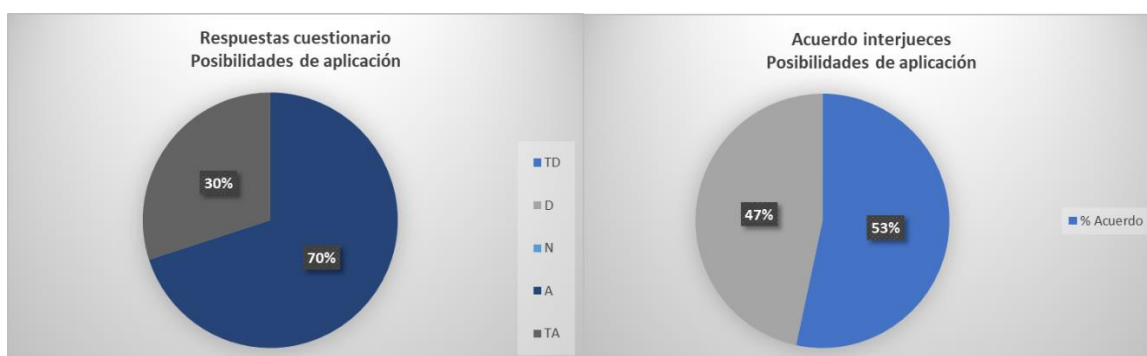 Respuestas cuestionario
Posibilidades de aplicación
30%
70%
TD
D
N
A
TA
Acuerdo interjueces
Posibilidades de aplicación
47%
53%
% Acuerdo